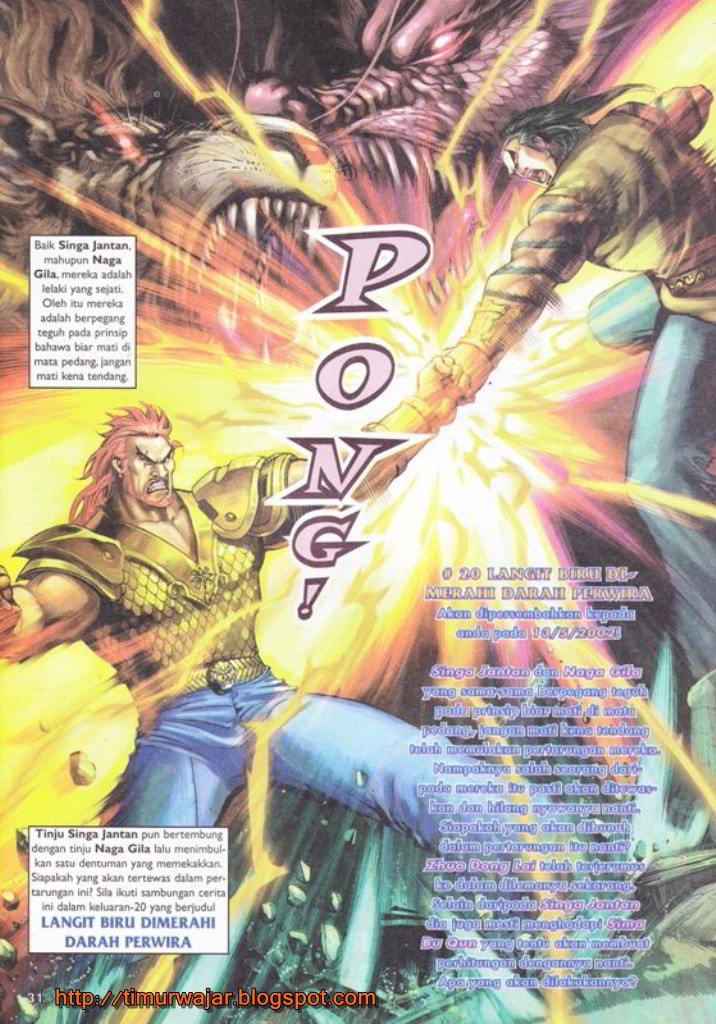 Baik Singa Jantan,
mahupun Naga
Gila, mereka adalah
lelaki yang sejati.
Oleh itu mereka
adalah berpegang
teguh pada prinsip
bahawa biar mati di
mata pedang, jangan
mati kena tendang.
PONG!
# 20 LANGIT BIRU DI-
MERAHI DARAH PERWIRA
Akan dipersembahkan kepada
anda pada 13/5/2002!
Singa Jantan dan Naga Gila
yang sama-sama berpegang teguh
pada prinsip biar mati di mata
pedang, jangan mati kena tendang
telah memulakan pertarungan mereka.
Nampaknya salah seorang dari-
pada mereka itu pasti akan ditewas-
kan dan hilang nyawanya nanti.
Siapakah yang akan dibunuh
dalam pertarungan itu nanti?
Zhuo Dong Lai telah terjerumus
ke dalam dilemanya sekarang.
Selain daripada Singa Jantan
dia juga mesti menghadapi Sima
Bu Qun yang tentu akan membuat
perhitungan dengannya nanti.
Apa yang akan dilakukannya?
Tinju Singa Jantan pun bertembung
dengan tinju Naga Gila lalu menimbul-
kan satu dentuman yang memekakkan.
Siapakah yang akan tertewas dalam per-
tarungan ini? Sila ikuti sambungan cerita
ini dalam keluaran-20 yang berjudul
LANGIT BIRU DIMERAHI
DARAH PERWIRA
31
http://timurwajar.blogspot.com